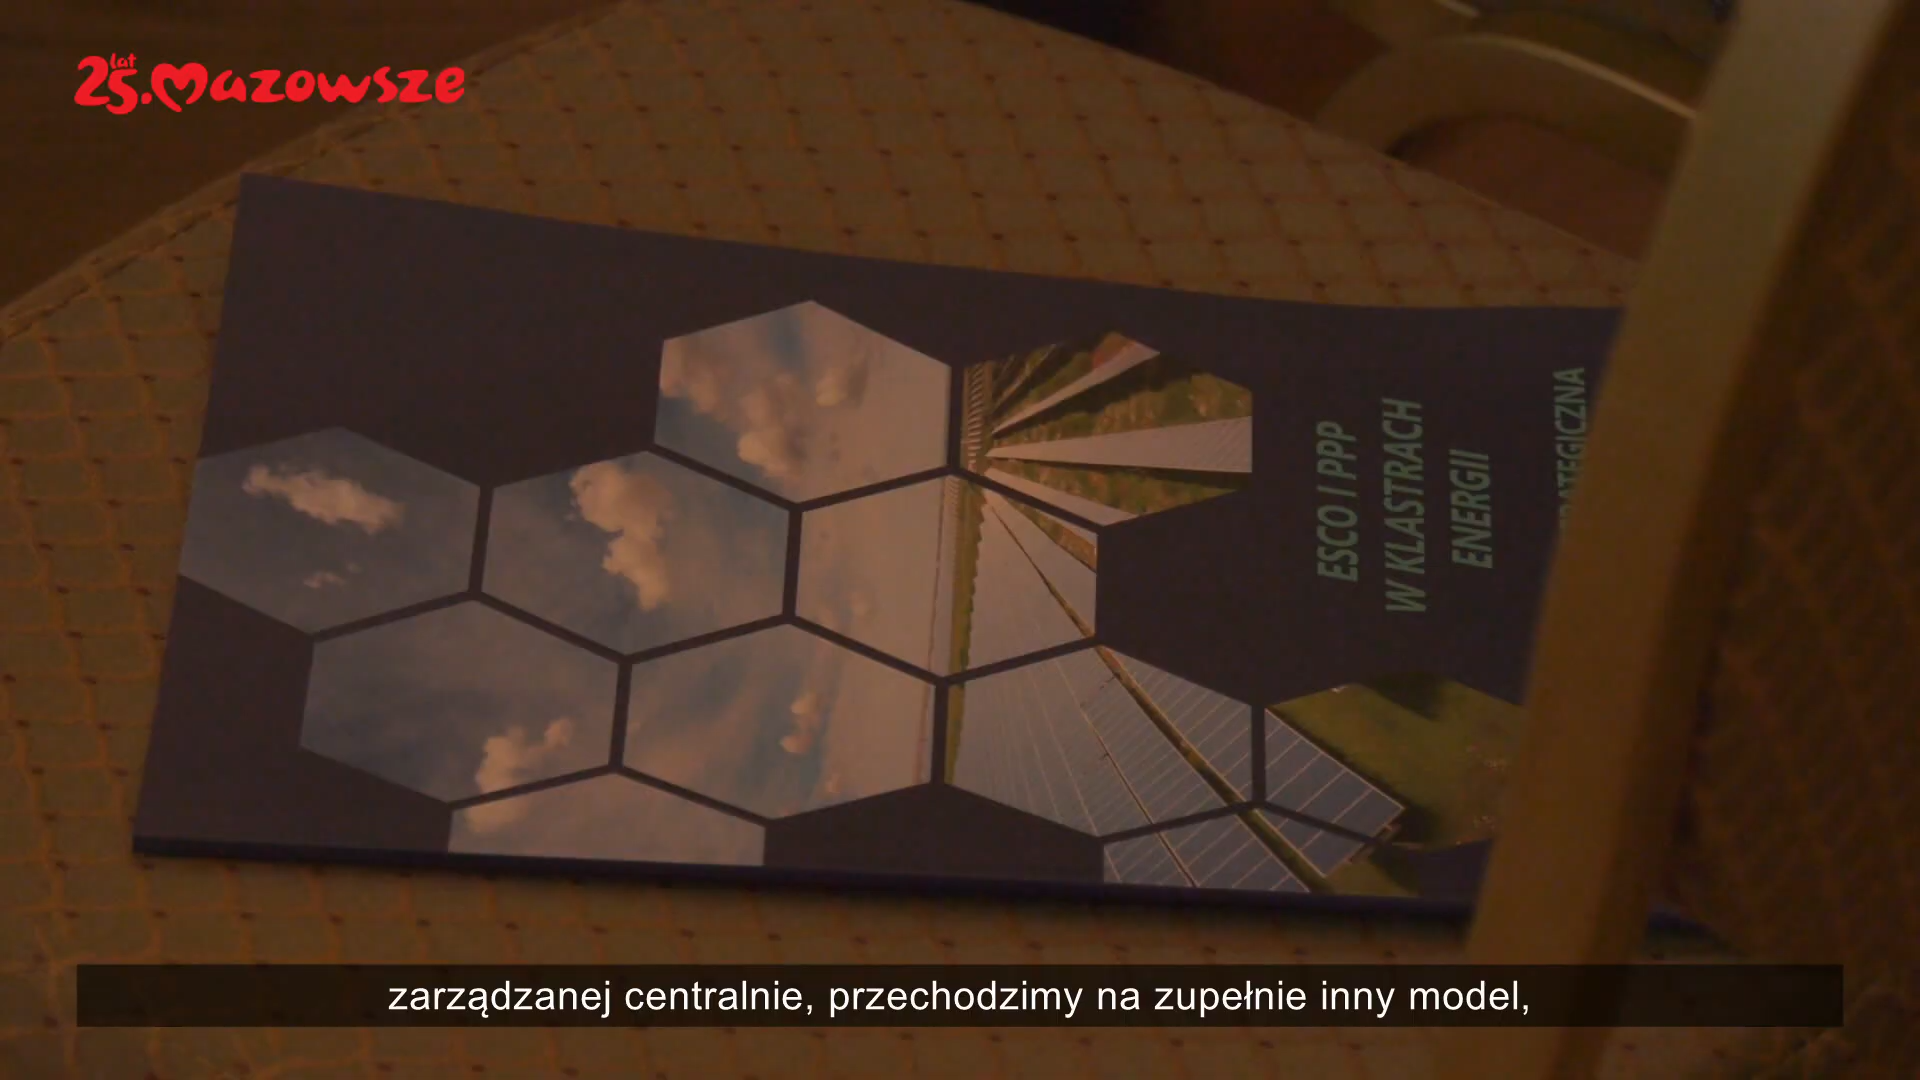 25 lat.Mazowsze
ESCO I PPP
W KLASTRACH
ENERGII
zarządzanej centralnie, przechodzimy na zupełnie inny model,